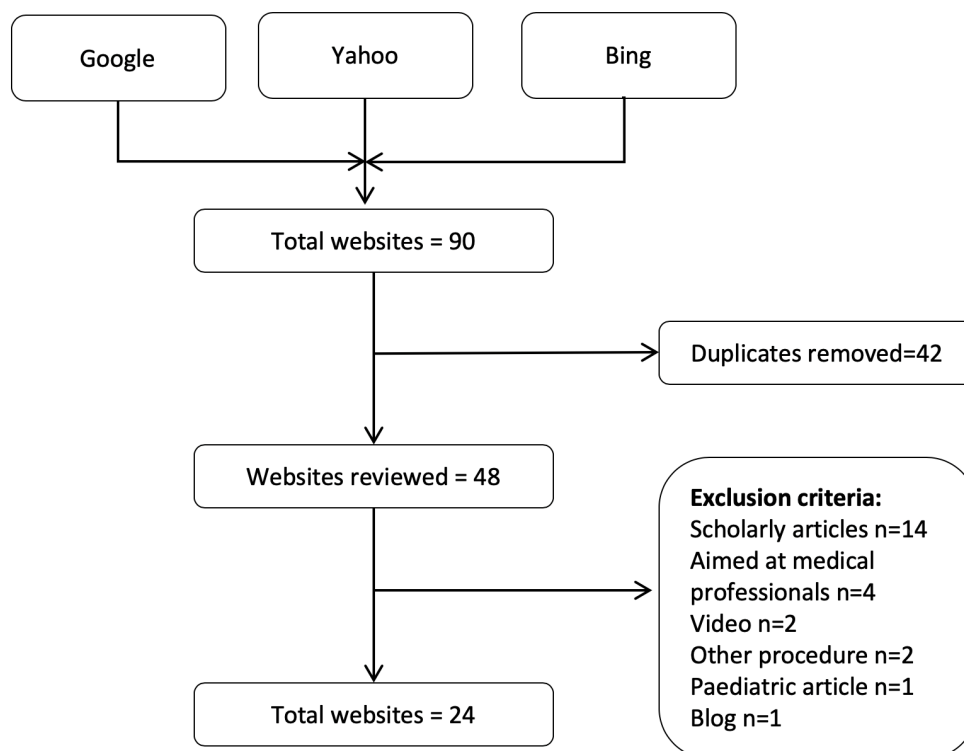 Google
Yahoo
Bing
Total websites = 90
Duplicates removed=42
Websites reviewed = 48
Exclusion criteria:
Scholarly articles n=14
Aimed at medical
professionals n=4
Video n=2
Other procedure n=2
Paediatric article n=1
Blog n=1
Total websites = 24